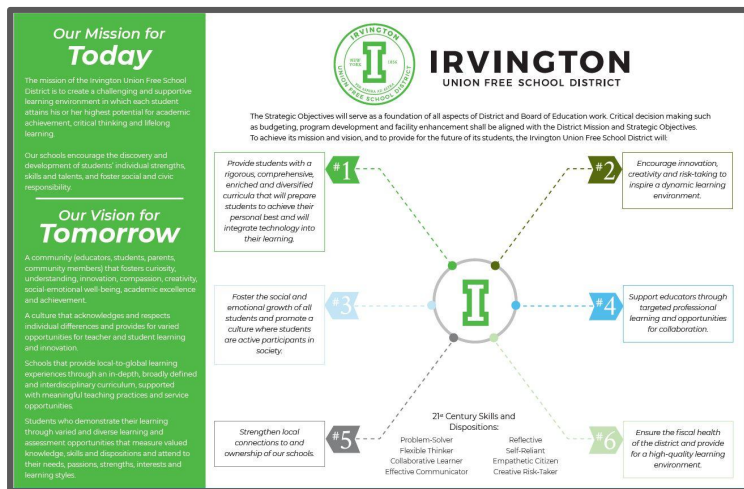 Our Mission for
Today
The mission of the Irvington Union Free School
District is to create a challenging and supportive
learning environment in which each student
attains his or her highest potential for academic
achievement, critical thinking and lifelong
learning.
Our schools encourage the discovery and
development of students' individual strengths,
skills and talents, and foster social and civic
responsibility.
Our Vision for
Tomorrow
A community (educators, students, parents,
community members) that fosters curiosity,
understanding, innovation, compassion, creativity,
social-emotional well-being, academic excellence
and achievement.
A culture that acknowledges and respects
individual differences and provides for varied
opportunities for teacher and student learning
and innovation.
Schools that provide local-to-global learning
experiences through an in-depth, broadly defined
and interdisciplinary curriculum, supported
with meaningful teaching practices and service
opportunities.
Students who demonstrate their learning
through varied and diverse learning and
assessment opportunities that measure valued
knowledge, skills and dispositions and attend to
their needs, passions, strengths, interests and
learning styles.
IRVINGTON
NEW YORK
I
UNION FREE SCHOOL DISTRICT
IRVINGTON
UNION FREE SCHOOL DISTRICT
The Strategic Objectives will serve as a foundation of all aspects of District and Board of Education work. Critical decision making such
as budgeting, program development and facility enhancement shall be aligned with the District Mission and Strategic Objectives.
To achieve its mission and vision, and to provide for the future of its students, the Irvington Union Free School District will:
#1
Provide students with a
rigorous, comprehensive,
enriched and diversified
curricula that will prepare
students to achieve their
personal best and will
integrate technology into
their learning.
#2
Encourage innovation,
creativity and risk-taking to
inspire a dynamic learning
environment.
#3
Foster the social and
emotional growth of all
students and promote a
culture where students
are active participants in
society.
I
#4
Support educators through
targeted professional
learning and opportunities
for collaboration.
#5
Strengthen local
connections to and
ownership of our schools.
21st Century Skills and
Dispositions:
Problem-Solver
Flexible Thinker
Collaborative Learner
Effective Communicator
Reflective
Self-Reliant
Empathetic Citizen
Creative Risk-Taker
#6
Ensure the fiscal health
of the district and provide
for a high-quality learning
environment.